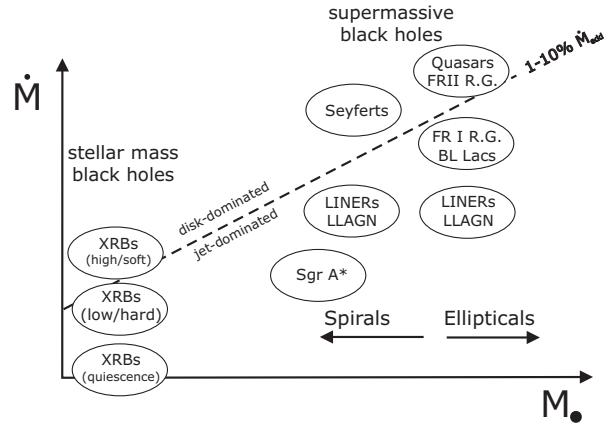 supermassive
black holes
1-10% Ṁedd
Quasars
FRII R.G.
Ṁ
Seyferts
FR I R.G.
BL Lacs
stellar mass
black holes
disk-dominated
jet-dominated
LINERs
LLAGN
LINERs
LLAGN
XRBs
(high/soft)
Sgr A*
XRBs
(low/hard)
Spirals
Ellipticals
XRBs
(quiescence)
M●